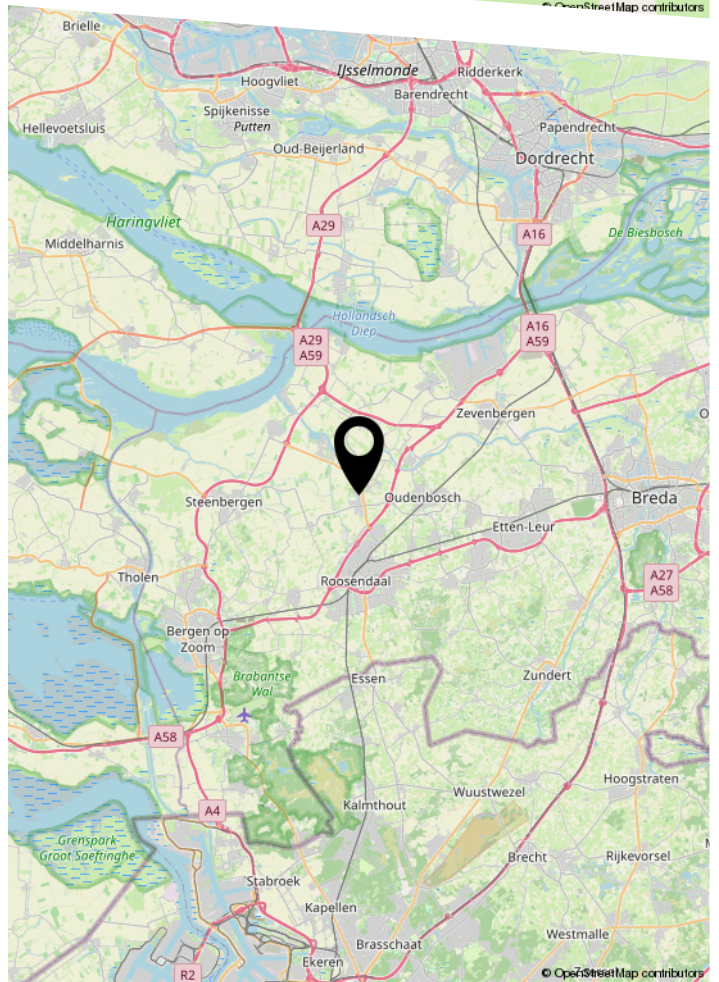 © OpenStreetMap contributors
Brielle
IJsselmonde
Ridderkerk
Hoogvliet
Barendrecht
Spijkenisse
Putten
Hellevoetsluis
Papendrecht
Oud-Beijerland
Dordrecht
Haringvliet
A29
A16
De Biesbosch
Middelharnis
Hollandsch
Diep
A16
A59
A29
A59
Zevenbergen
Steenbergen
Oudenbosch
Breda
Etten-Leur
Tholen
Roosendaal
A27
A58
Bergen op
Zoom
Essen
Zundert
Brabantse
Wal
A58
Hoogstraten
Wuustwezel
Kalmthout
A4
Grenspark
Groot Saeftinghe
Brecht
Rijkevorsel
Stabroek
Kapellen
Westmalle
Brasschaat
Ekeren
R2
© OpenStreetMap contributors